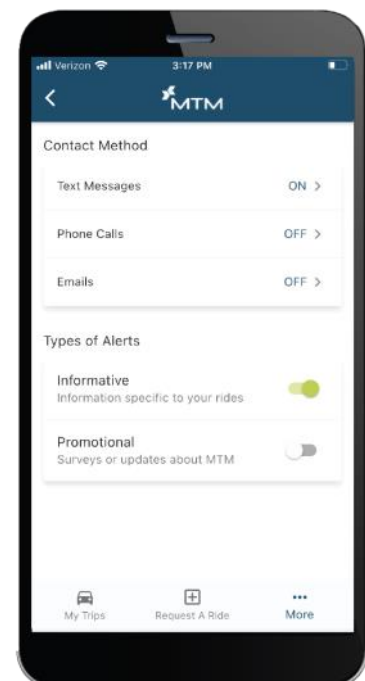 Verizon 3:17 PM
MTM
Contact Method
Text Messages ON >
Phone Calls OFF >
Emails OFF >
Types of Alerts
Informative
Information specific to your rides
Promotional
Surveys or updates about MTM
My Trips Request A Ride More